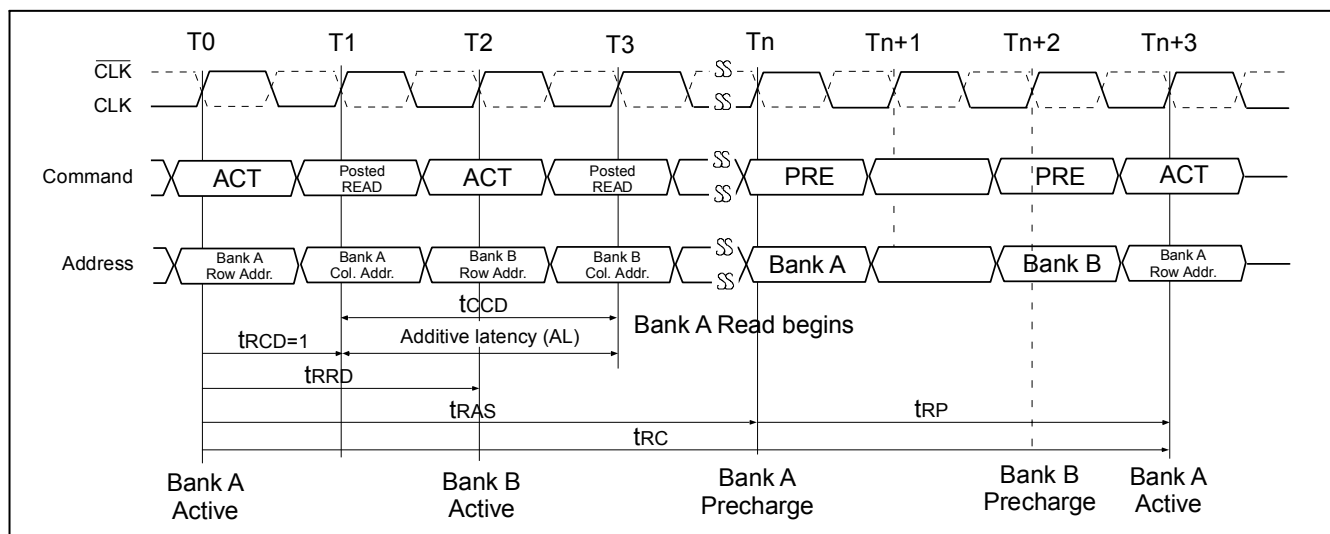 T0 T1 T2 T3 Tn Tn+1 Tn+2 Tn+3
CLK
CLK
Command ACT Posted READ ACT Posted READ PRE PRE ACT
Address Bank A Row Addr. Bank A Col. Addr. Bank B Row Addr. Bank B Col. Addr. Bank A Bank B Bank A Row Addr.
tCCD
Bank A Read begins
tRCD=1 Additive latency (AL)
tRRD
tRAS tRP
tRC
Bank A Active Bank B Active Bank A Precharge Bank B Precharge Bank A Active